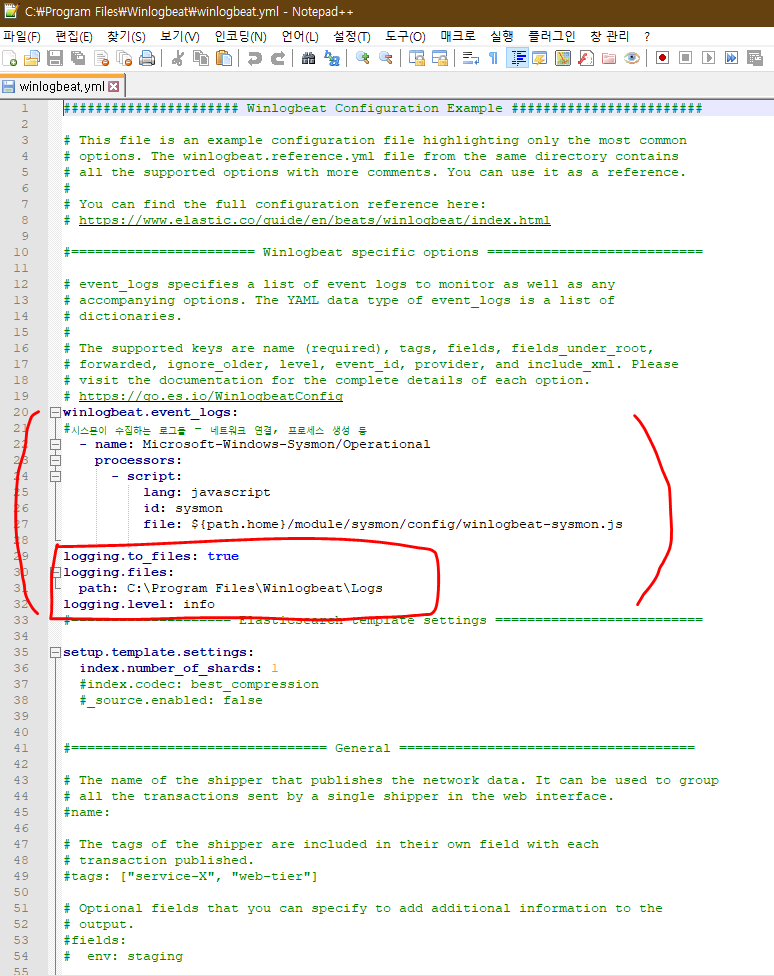 C:\Program Files\Winlogbeat\winlogbeat.yml - Notepad++
파일(F) 편집(E) 찾기(S) 보기(V) 인코딩(N) 언어(L) 설정(T) 도구(O) 매크로 실행 플러그인 창 관리 ?
winlogbeat.yml
1 ###################### Winlogbeat Configuration Example ########################
2
3 # This file is an example configuration file highlighting only the most common
4 # options. The winlogbeat.reference.yml file from the same directory contains
5 # all the supported options with more comments. You can use it as a reference.
6 #
7 # You can find the full configuration reference here:
8 # https://www.elastic.co/guide/en/beats/winlogbeat/index.html
9
10 #======================= Winlogbeat specific options ===========================
11
12 # event_logs specifies a list of event logs to monitor as well as any
13 # accompanying options. The YAML data type of event_logs is a list of
14 # dictionaries.
15 #
16 # The supported keys are name (required), tags, fields, fields_under_root,
17 # forwarded, ignore_older, level, event_id, provider, and include_xml. Please
18 # visit the documentation for the complete details of each option.
19 # https://go.es.io/WinlogbeatConfig
20 winlogbeat.event_logs:
21 #시스몬이 수집하는 로그들 - 네트워크 연결, 프로세스 생성 등
22 - name: Microsoft-Windows-Sysmon/Operational
23 processors:
24 - script:
25 lang: javascript
26 id: sysmon
27 file: ${path.home}/module/sysmon/config/winlogbeat-sysmon.js
28
29 logging.to_files: true
30 logging.files:
31 path: C:\Program Files\Winlogbeat\Logs
32 logging.level: info
33 #==================== Elasticsearch template settings ==========================
34
35 setup.template.settings:
36 index.number_of_shards: 1
37 #index.codec: best_compression
38 #_source.enabled: false
39
40
41 #================================ General =====================================
42
43 # The name of the shipper that publishes the network data. It can be used to group
44 # all the transactions sent by a single shipper in the web interface.
45 #name:
46
47 # The tags of the shipper are included in their own field with each
48 # transaction published.
49 #tags: ["service-X", "web-tier"]
50
51 # Optional fields that you can specify to add additional information to the
52 # output.
53 #fields:
54 # env: staging
55